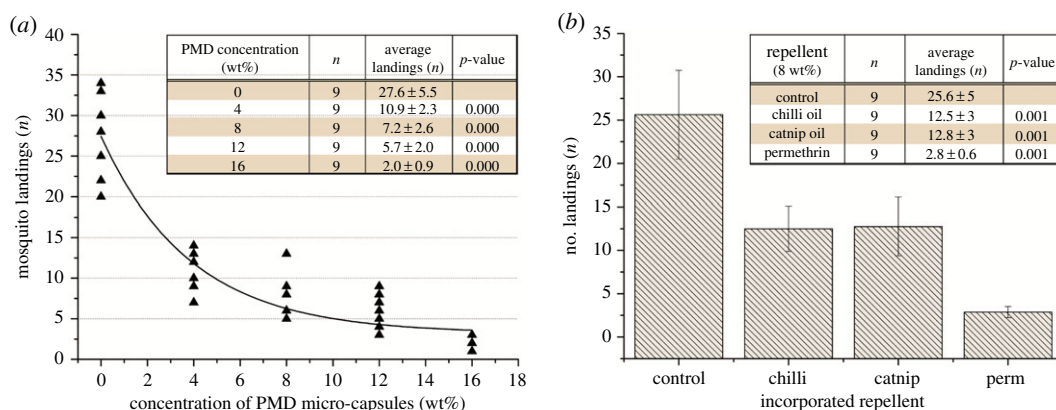 (a)
40
35
30
25
20
15
10
5
0
mosquito landings (n)
PMD concentration (wt%) n average landings (n) p-value
0 9 27.6 ± 5.5
4 9 10.9 ± 2.3 0.000
8 9 7.2 ± 2.6 0.000
12 9 5.7 ± 2.0 0.000
16 9 2.0 ± 0.9 0.000
0 2 4 6 8 10 12 14 16 18
concentration of PMD micro-capsules (wt%)
(b)
30
25
20
15
10
5
0
no. landings (n)
repellent (8 wt%) n average landings (n) p-value
control 9 25.6 ± 5
chilli oil 9 12.5 ± 3 0.001
catnip oil 9 12.8 ± 3 0.001
permethrin 9 2.8 ± 0.6 0.001
control chilli catnip perm
incorporated repellent